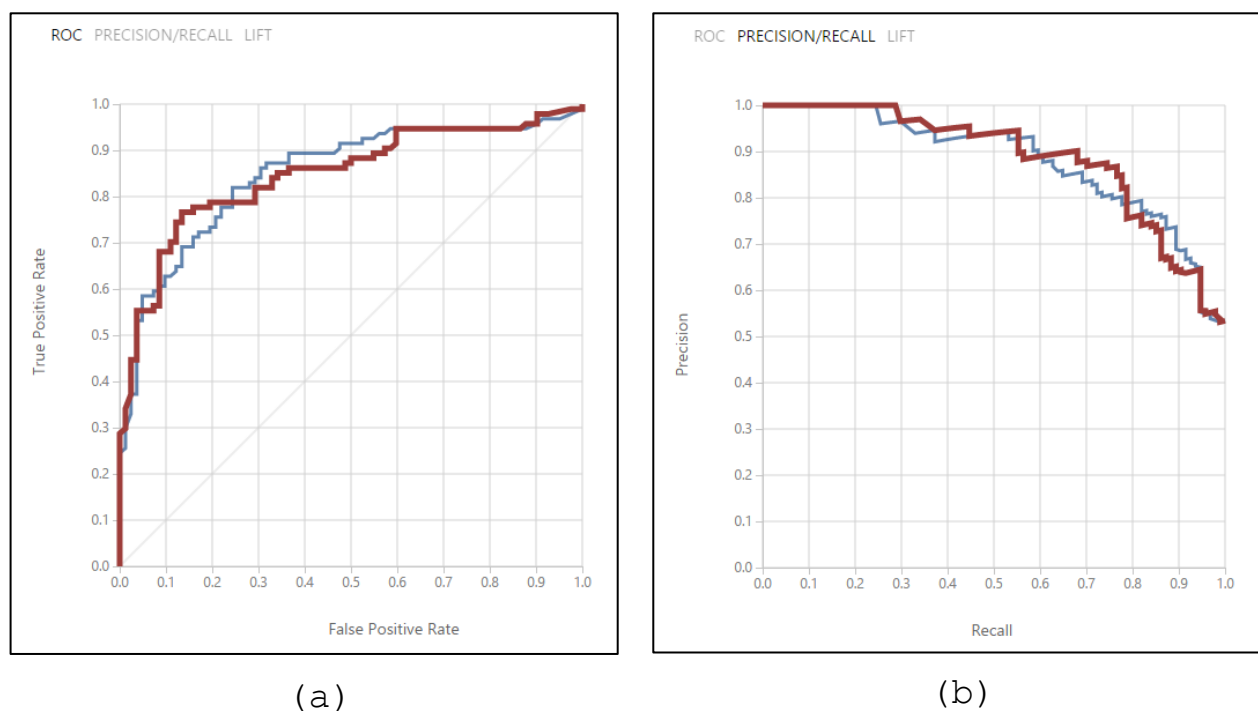 ROC PRECISION/RECALL LIFT
1.0
0.9
0.8
0.7
0.6
0.5
0.4
0.3
0.2
0.1
0.0
True Positive Rate
0.0 0.1 0.2 0.3 0.4 0.5 0.6 0.7 0.8 0.9 1.0
False Positive Rate
(a)
ROC PRECISION/RECALL LIFT
1.0
0.9
0.8
0.7
0.6
0.5
0.4
0.3
0.2
0.1
0.0
Precision
0.0 0.1 0.2 0.3 0.4 0.5 0.6 0.7 0.8 0.9 1.0
Recall
(b)